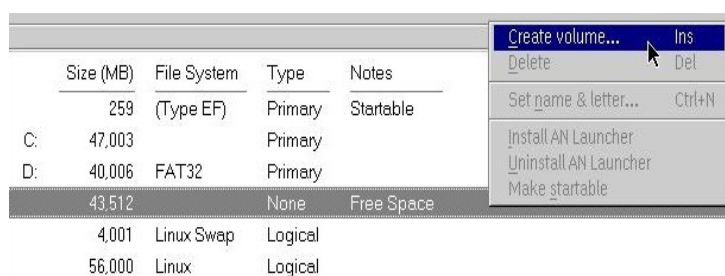 Create volume... Ins
Delete Del
Set name & letter... Ctrl+N
Install AN Launcher
Uninstall AN Launcher
Make startable
Size (MB) File System Type Notes
259 (Type EF) Primary Startable
C: 47,003 Primary
D: 40,006 FAT32 Primary
43,512 None Free Space
4,001 Linux Swap Logical
56,000 Linux Logical